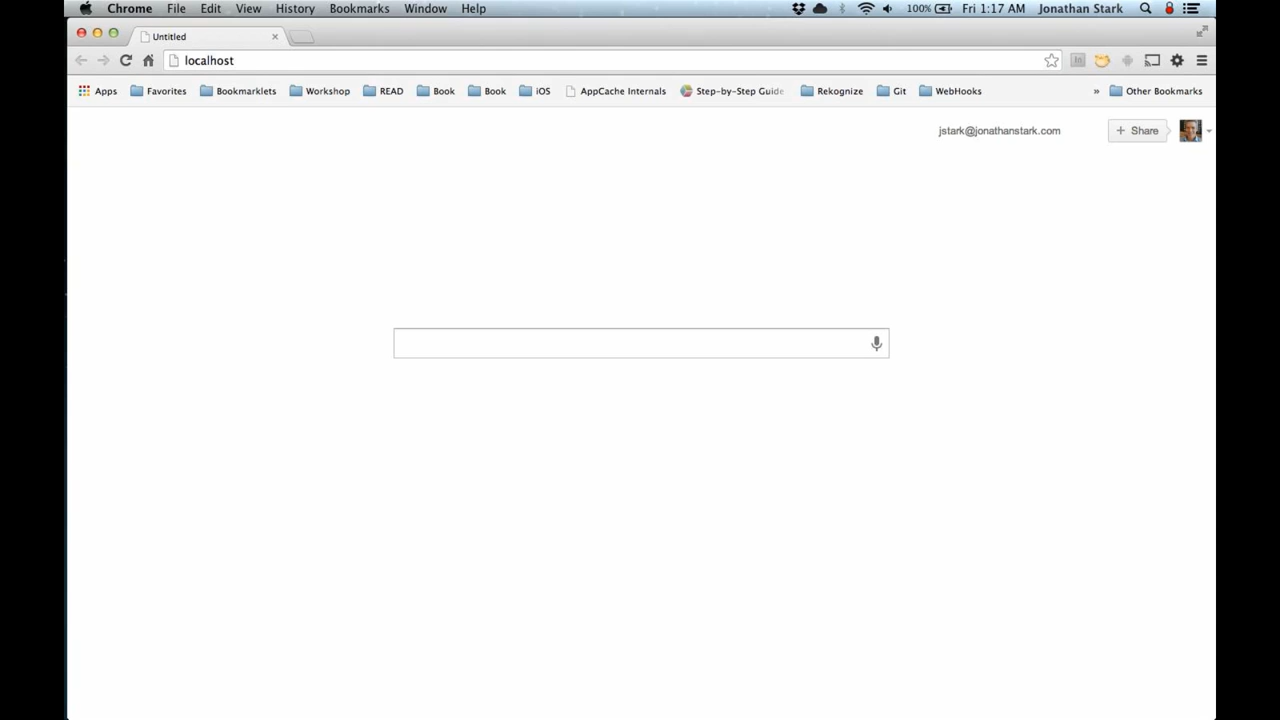 Chrome File Edit View History Bookmarks Window Help 100% Fri 1:17 AM Jonathan Stark
Untitled
localhost
Apps Favorites Bookmarklets Workshop READ Book Book iOS AppCache Internals Step-by-Step Guide Rekognize Git WebHooks » Other Bookmarks
jstark@jonathanstark.com + Share